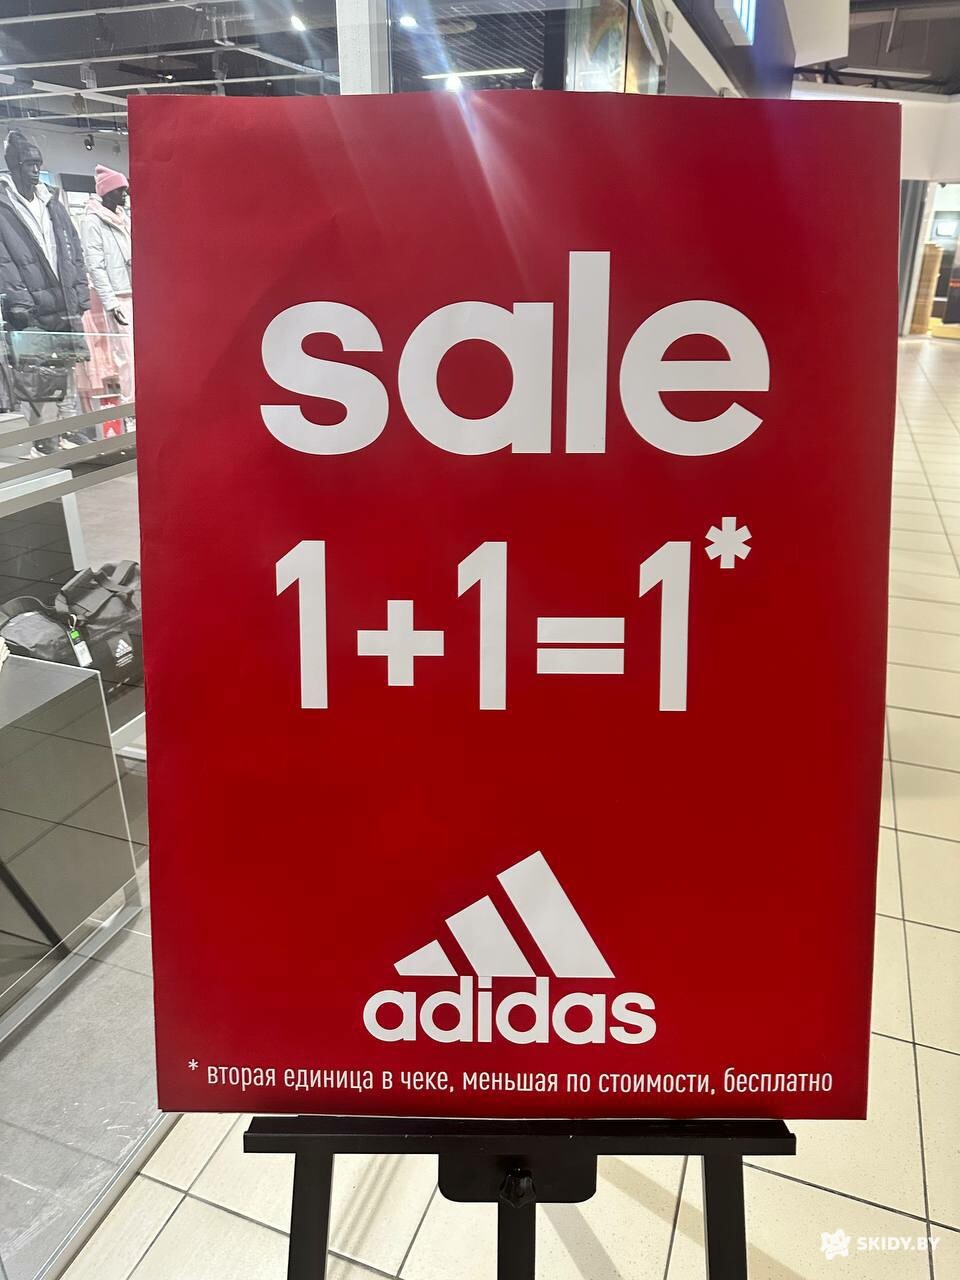 sale
1+1=1*
adidas
* вторая единица в чеке, меньшая по стоимости, бесплатно
SKIDY.BY